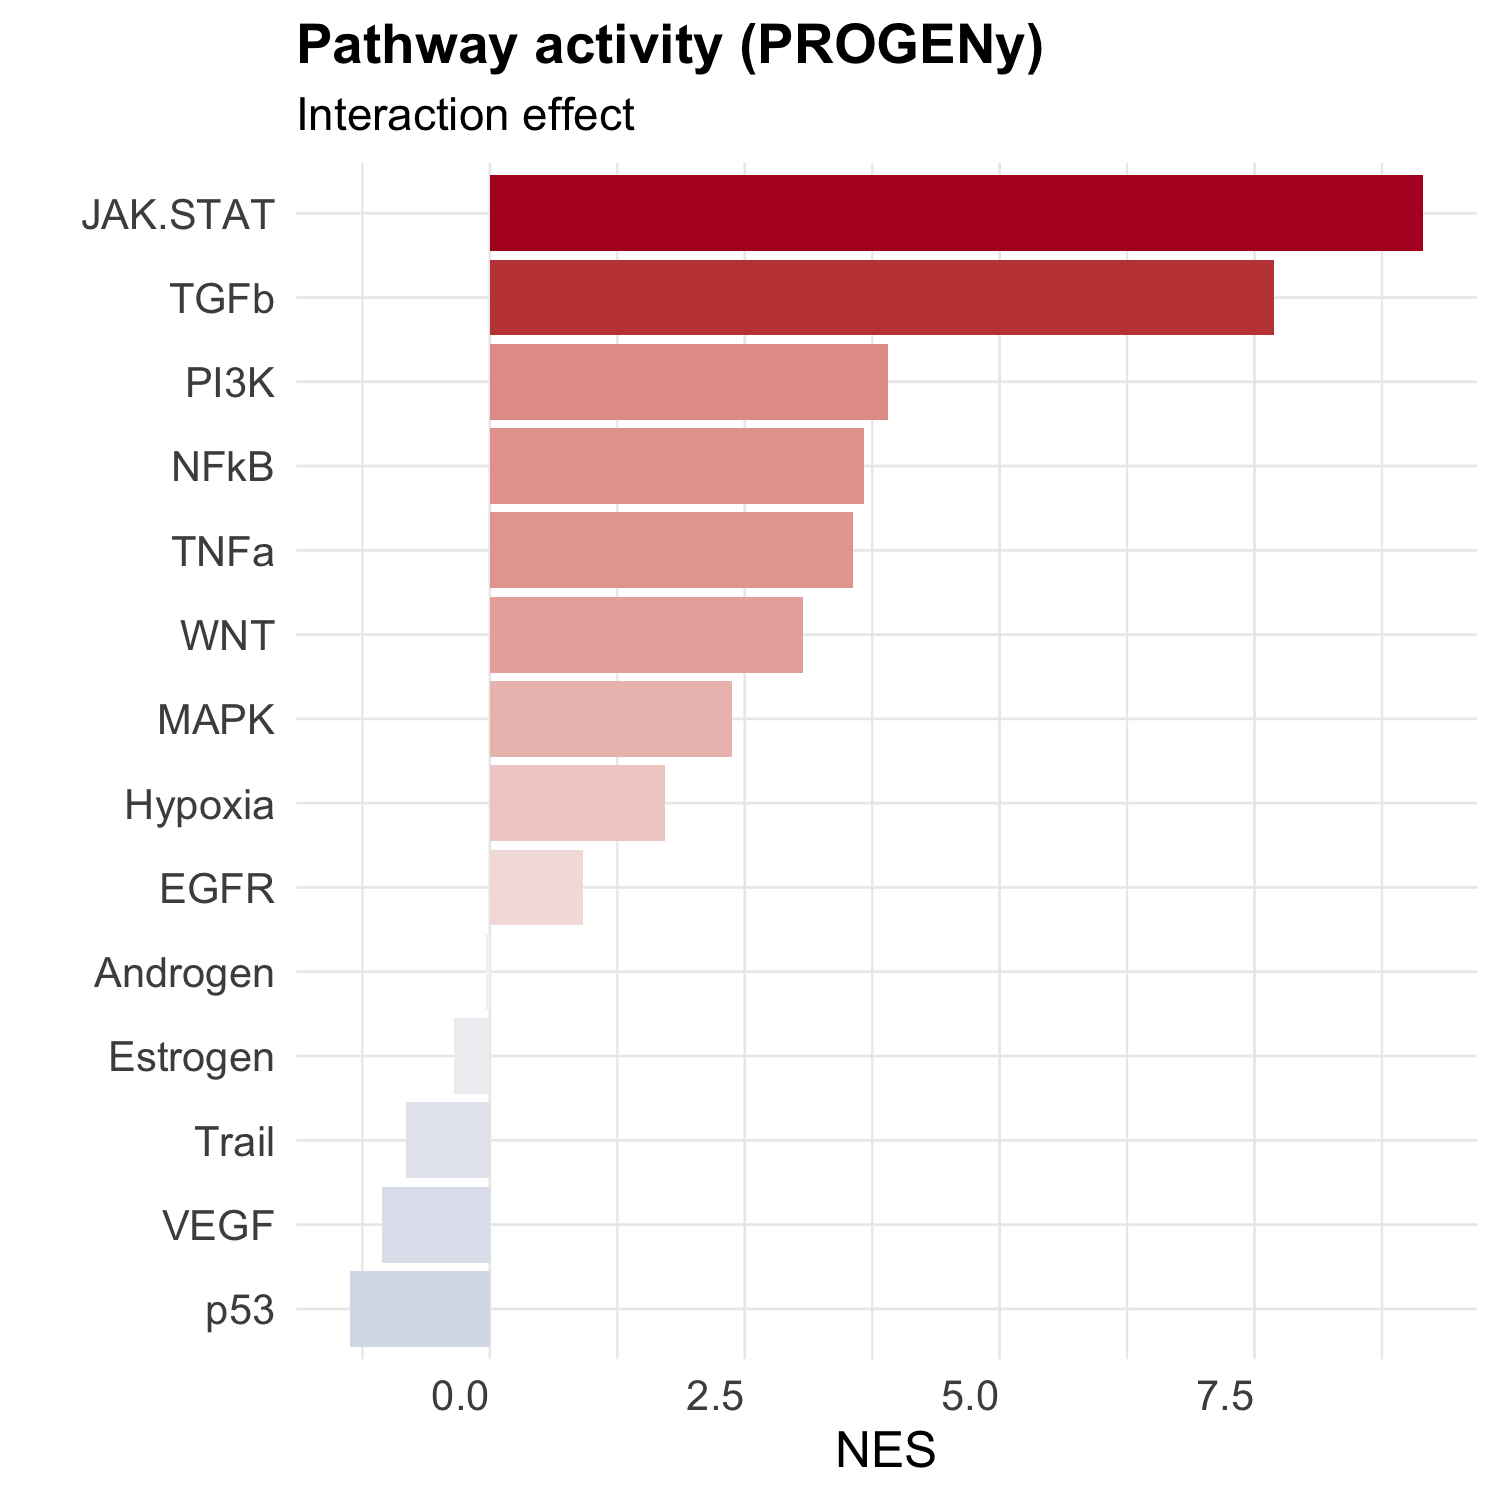 Pathway activity (PROGENy)
Interaction effect
JAK.STAT
TGFb
PI3K
NFkB
TNFa
WNT
MAPK
Hypoxia
EGFR
Androgen
Estrogen
Trail
VEGF
p53
0.0 2.5 5.0 7.5
NES